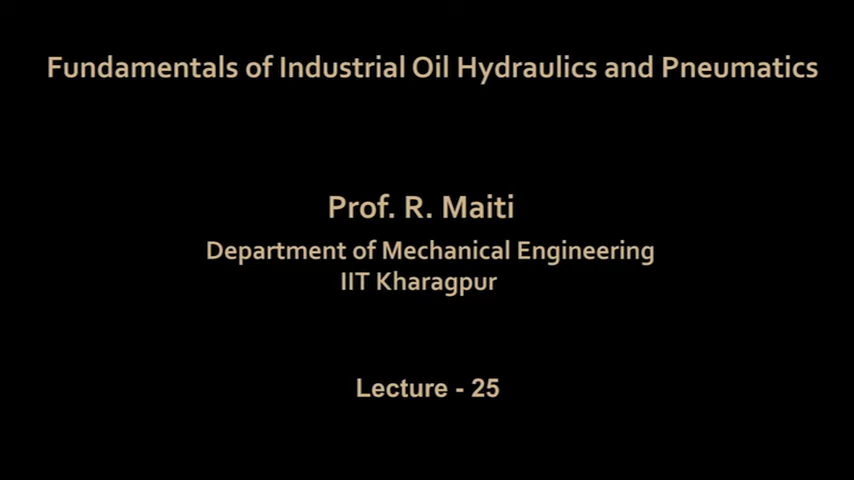 Fundamentals of Industrial Oil Hydraulics and Pneumatics
Prof. R. Maiti
Department of Mechanical Engineering
IIT Kharagpur
Lecture - 25